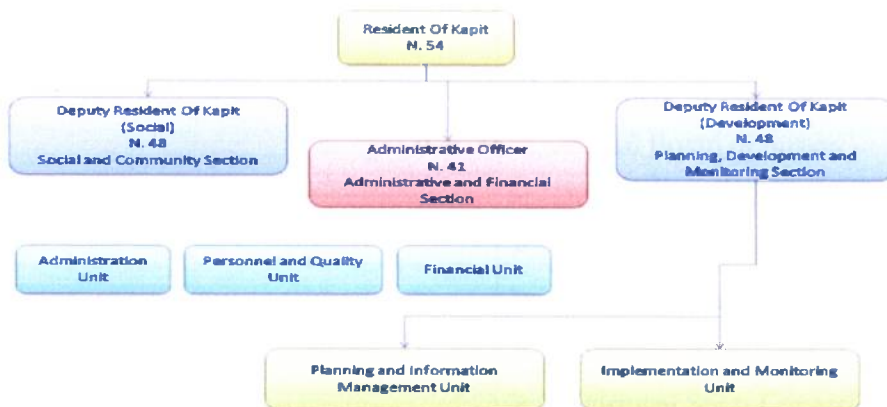 Resident Of Kapit
N. 54
Deputy Resident Of Kapit
(Social)
N. 48
Social and Community Section
Administrative Officer
N. 41
Administrative and Financial
Section
Deputy Resident Of Kapit
(Development)
N. 48
Planning, Development and
Monitoring Section
Administration
Unit
Personnel and Quality
Unit
Financial Unit
Planning and Information
Management Unit
Implementation and Monitoring
Unit